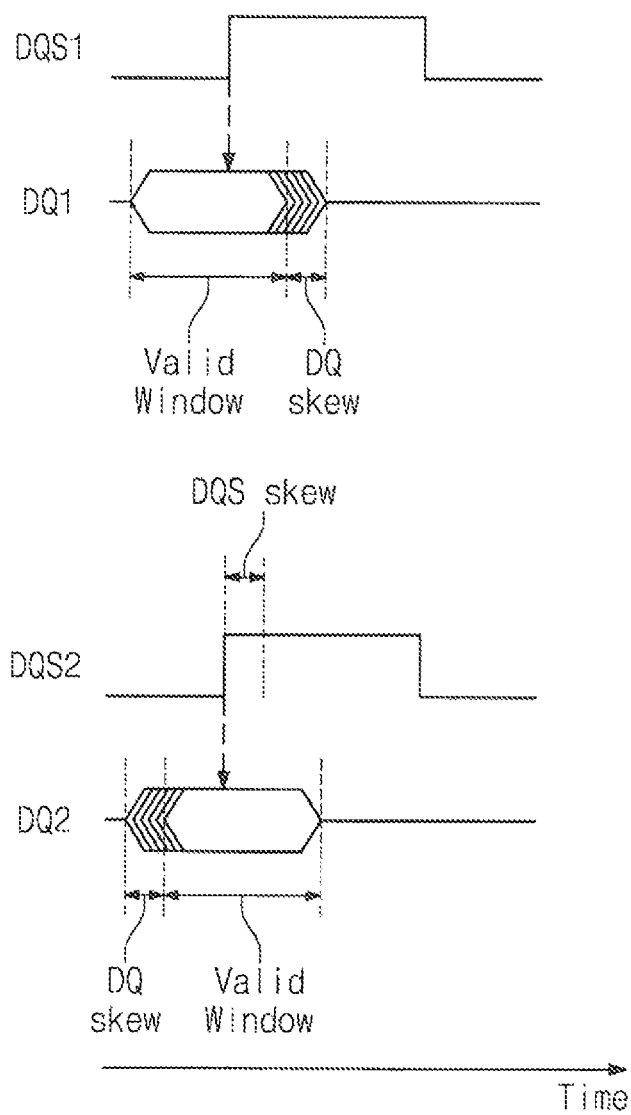 DQS1
DQ1
Valid
Window
DQ
skew
DQS skew
DQS2
DQ2
DQ
skew
Valid
Window
Time